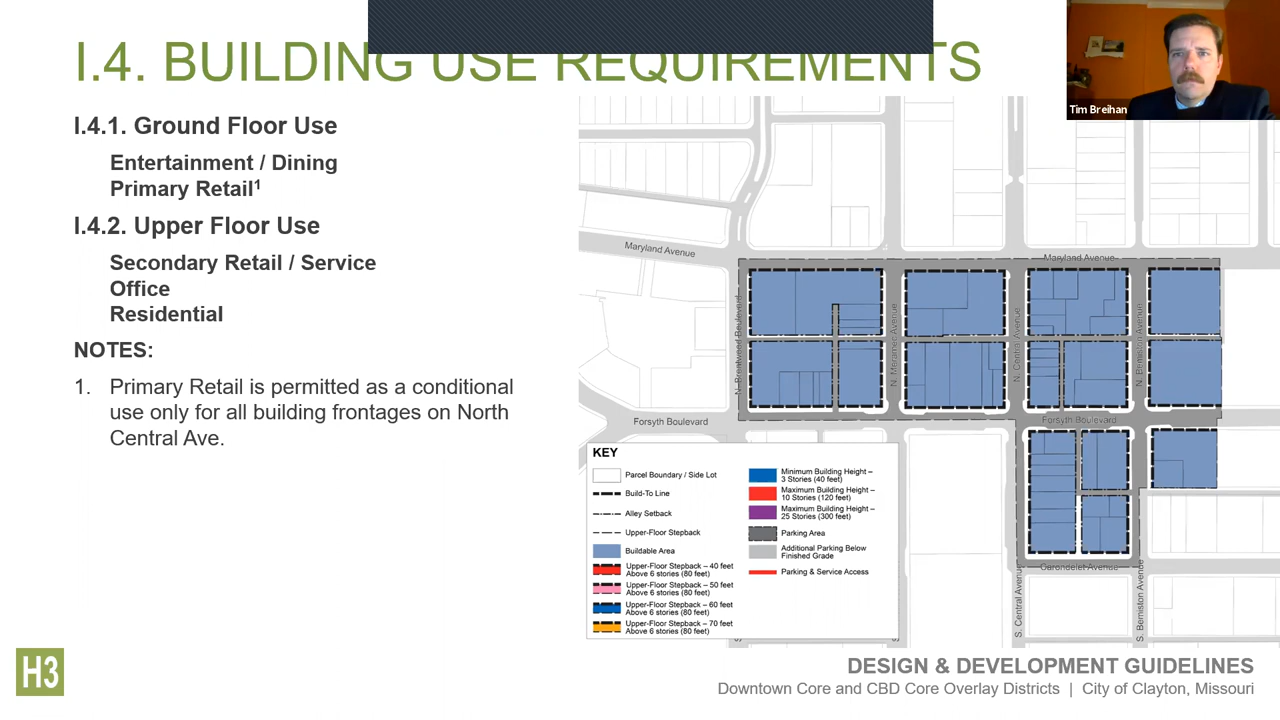 I.4. BUILDING USE REQUIREMENTS
Tim Breihan
I.4.1. Ground Floor Use
Entertainment / Dining
Primary Retail¹
I.4.2. Upper Floor Use
Secondary Retail / Service
Office
Residential
NOTES:
1. Primary Retail is permitted as a conditional
use only for all building frontages on North
Central Ave.
Maryland Avenue
Maryland Avenue
N. Brentwood Boulevard
N. Meramec Avenue
N. Central Avenue
N. Bemiston Avenue
Forsyth Boulevard
Forsyth Boulevard
Carondelet Avenue
S. Central Avenue
S. Bemiston Avenue
KEY
Parcel Boundary / Side Lot
Build-To Line
Alley Setback
Upper-Floor Stepback
Buildable Area
Upper-Floor Stepback – 40 feet
Above 6 stories (80 feet)
Upper-Floor Stepback – 50 feet
Above 6 stories (80 feet)
Upper-Floor Stepback – 60 feet
Above 6 stories (80 feet)
Upper-Floor Stepback – 70 feet
Above 6 stories (80 feet)
Minimum Building Height –
3 Stories (40 feet)
Maximum Building Height –
10 Stories (120 feet)
Maximum Building Height –
25 Stories (300 feet)
Parking Area
Additional Parking Below
Finished Grade
Parking & Service Access
H3
DESIGN & DEVELOPMENT GUIDELINES
Downtown Core and CBD Core Overlay Districts | City of Clayton, Missouri